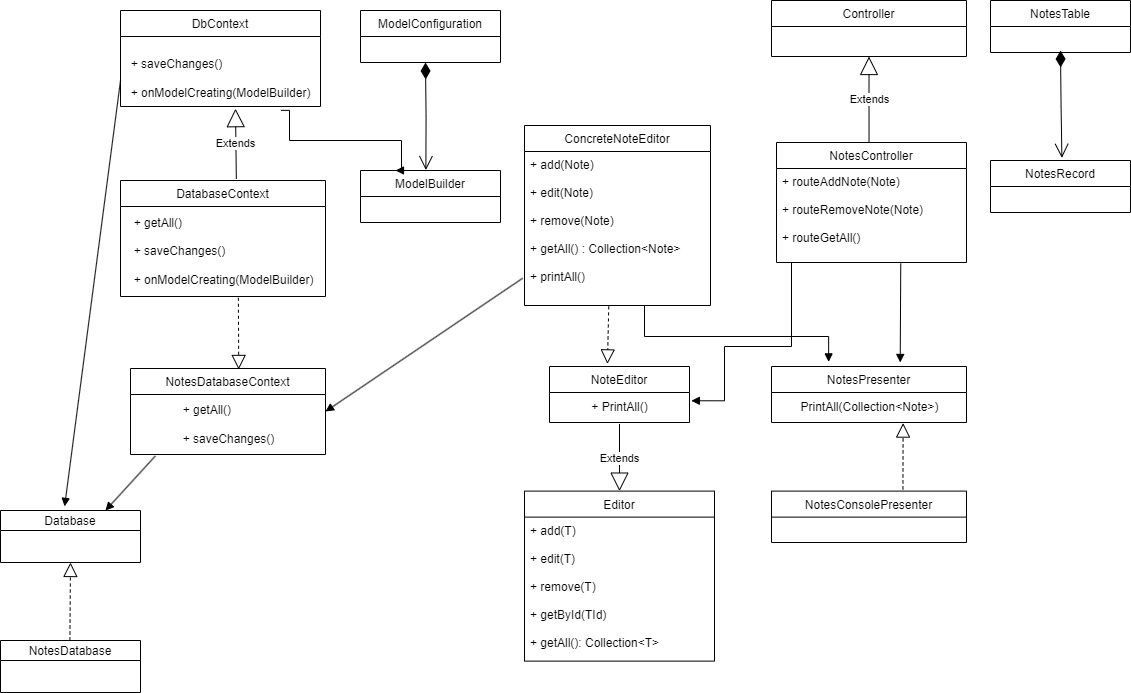 DbContext
+ saveChanges()
+ onModelCreating(ModelBuilder)
ModelConfiguration
Controller
NotesTable
Extends
Extends
ModelBuilder
ConcreteNoteEditor
+ add(Note)
+ edit(Note)
+ remove(Note)
+ getAll() : Collection<Note>
+ printAll()
NotesController
+ routeAddNote(Note)
+ routeRemoveNote(Note)
+ routeGetAll()
NotesRecord
DatabaseContext
+ getAll()
+ saveChanges()
+ onModelCreating(ModelBuilder)
NotesDatabaseContext
+ getAll()
+ saveChanges()
NoteEditor
+ PrintAll()
NotesPresenter
PrintAll(Collection<Note>)
Extends
Editor
+ add(T)
+ edit(T)
+ remove(T)
+ getById(TId)
+ getAll(): Collection<T>
NotesConsolePresenter
Database
NotesDatabase